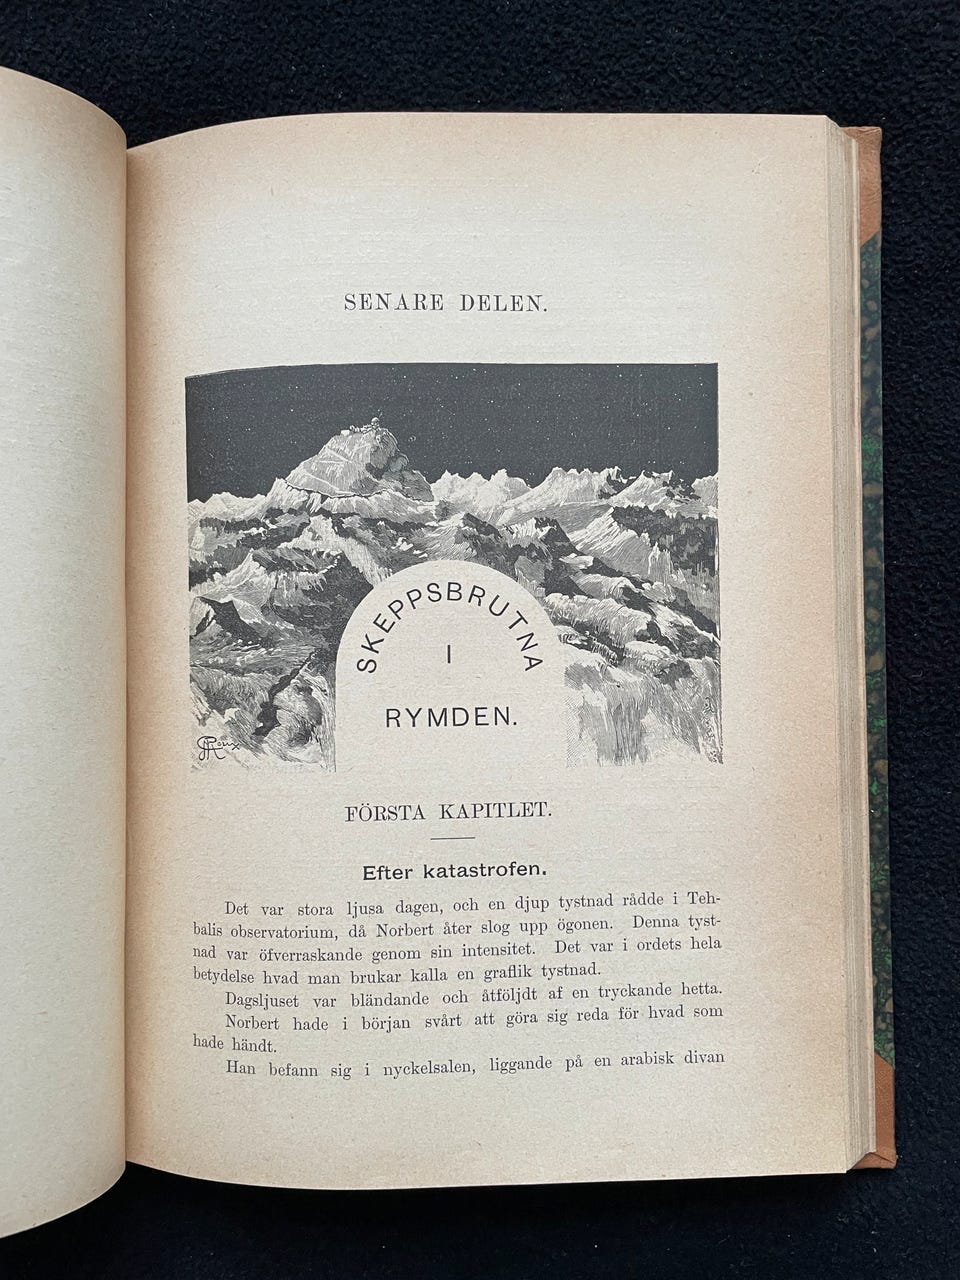 SENARE DELEN.
SKEPPSBRUTNA
I
RYMDEN.
G Roux
FÖRSTA KAPITLET.
Efter katastrofen.
Det var stora ljusa dagen, och en djup tystnad rådde i Teh-
balis observatorium, då Norbert åter slog upp ögonen. Denna tyst-
nad var öfverraskande genom sin intensitet. Det var i ordets hela
betydelse hvad man brukar kalla en graflik tystnad.
Dagsljuset var bländande och åtföljdt af en tryckande hetta.
Norbert hade i början svårt att göra sig reda för hvad som
hade händt.
Han befann sig i nyckelsalen, liggande på en arabisk divan